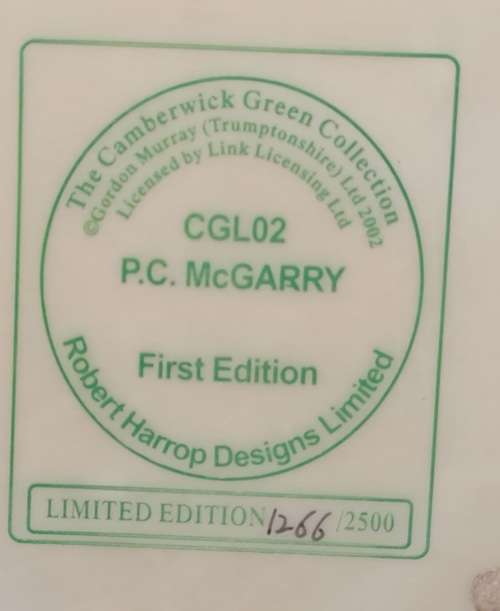 The Camberwick Green Collection
©Gordon Murray (Trumptonshire) Ltd 2002
Licensed by Link Licensing Ltd
CGL02
P.C. McGARRY
First Edition
Robert Harrop Designs Limited
LIMITED EDITION 1266 /2500